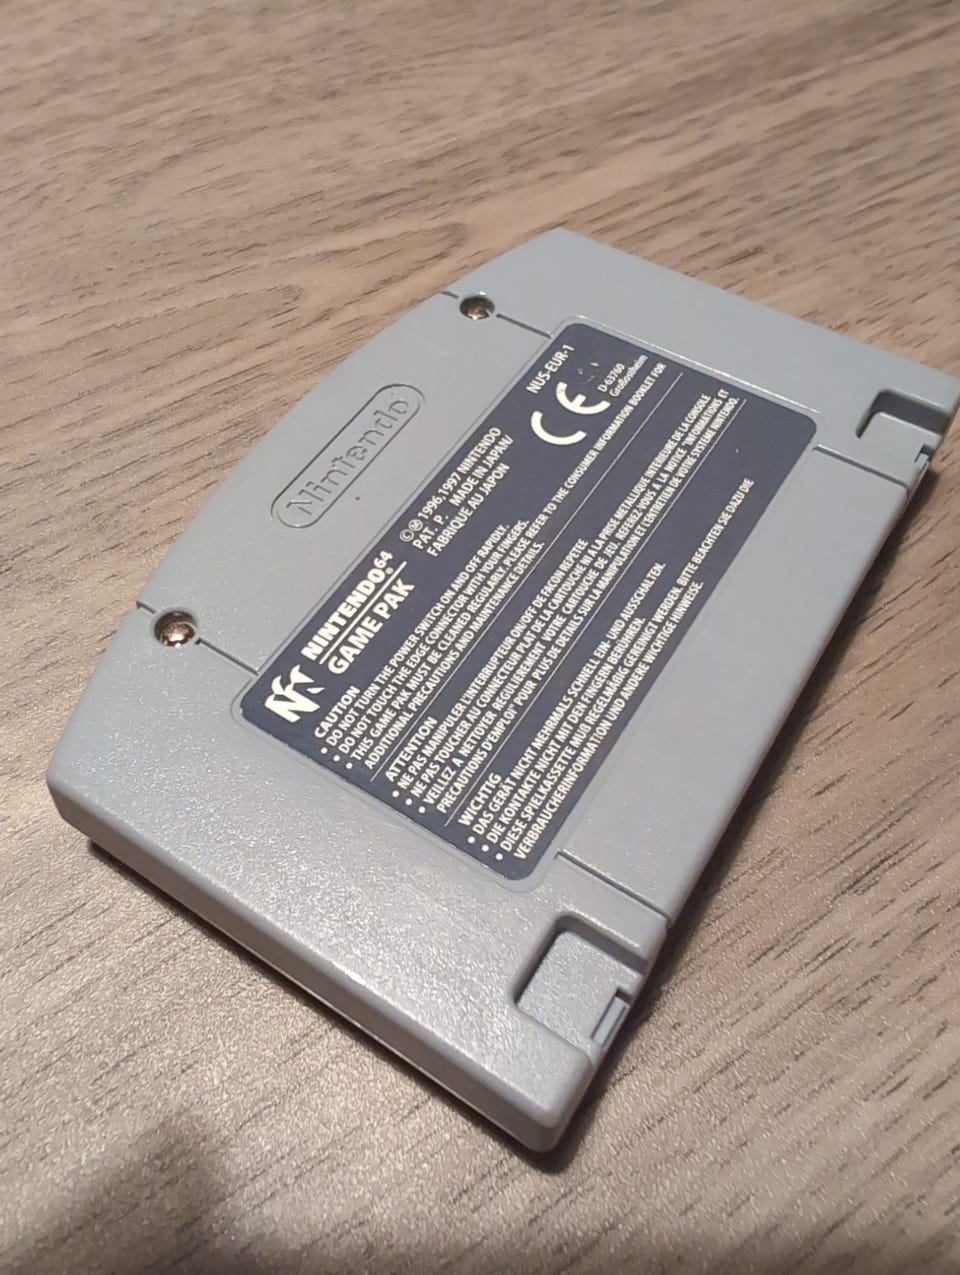 Nintendo
NINTENDO64
GAME PAK
©® 1996, 1997 NINTENDO
PAT. P. MADE IN JAPAN/
FABRIQUE AU JAPON
NUS-EUR-1
CE
D-63760
Großostheim
CAUTION
• DO NOT TURN THE POWER SWITCH ON AND OFF RAPIDLY.
• DO NOT TOUCH THE EDGE CONNECTOR WITH YOUR FINGERS.
• THIS GAME PAK MUST BE CLEANED REGULARLY. PLEASE REFER TO THE CONSUMER INFORMATION BOOKLET FOR
ADDITIONAL PRECAUTIONS AND MAINTENANCE DETAILS.
ATTENTION
• NE PAS MANIPULER L'INTERRUPTEUR ON/OFF DE FACON REPETEE
• NE PAS TOUCHER AU CONNECTEUR PLAT DE LA CARTOUCHE NI A LA PRISE METALLIQUE INTERIEURE DE LA CONSOLE
• VEILLEZ A NETTOYER REGULIEREMENT VOTRE CARTOUCHE DE JEU REFEREZ-VOUS A LA NOTICE "INFORMATIONS ET
PRECAUTIONS D'EMPLOI" POUR PLUS DE DETAILS SUR LA MANIPULATION ET L'ENTRETIEN DE VOTRE SYSTEME NINTENDO.
WICHTIG
• DAS GERÄT NICHT MEHRMALS SCHNELL EIN- UND AUSSCHALTEN.
• DIE KONTAKTE NICHT MIT DEN FINGERN BERÜHREN.
• DIESE SPIELKASSETTE MUß REGELMÄßIG GEREINIGT WERDEN. BITTE BEACHTEN SIE DAZU DIE
VERBRAUCHERINFORMATION UND ANDERE WICHTIGE HINWEISE.